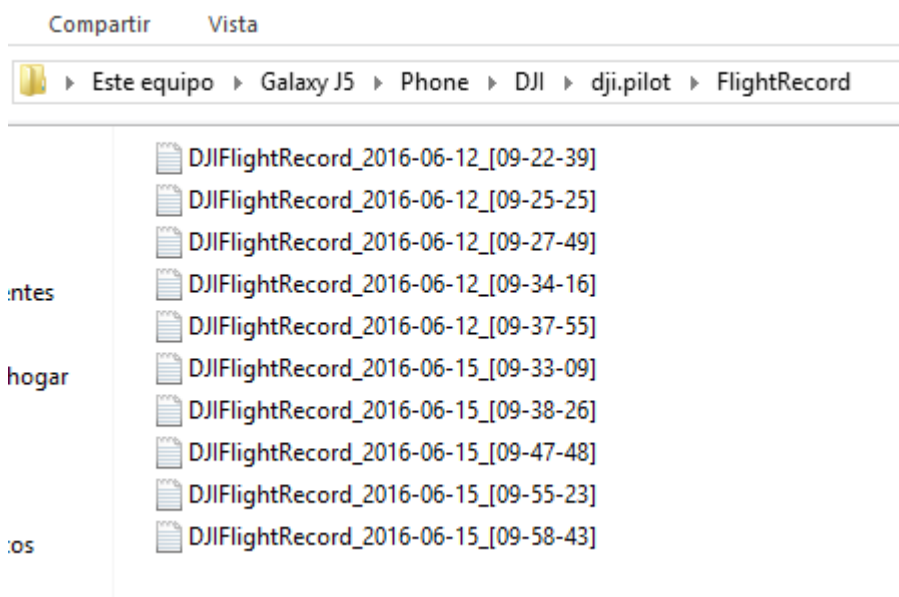 Compartir Vista
Este equipo Galaxy J5 Phone DJI dji.pilot FlightRecord
DJIFlightRecord_2016-06-12_[09-22-39]
DJIFlightRecord_2016-06-12_[09-25-25]
DJIFlightRecord_2016-06-12_[09-27-49]
entes
DJIFlightRecord_2016-06-12_[09-34-16]
DJIFlightRecord_2016-06-12_[09-37-55]
hogar
DJIFlightRecord_2016-06-15_[09-33-09]
DJIFlightRecord_2016-06-15_[09-38-26]
DJIFlightRecord_2016-06-15_[09-47-48]
DJIFlightRecord_2016-06-15_[09-55-23]
tos
DJIFlightRecord_2016-06-15_[09-58-43]